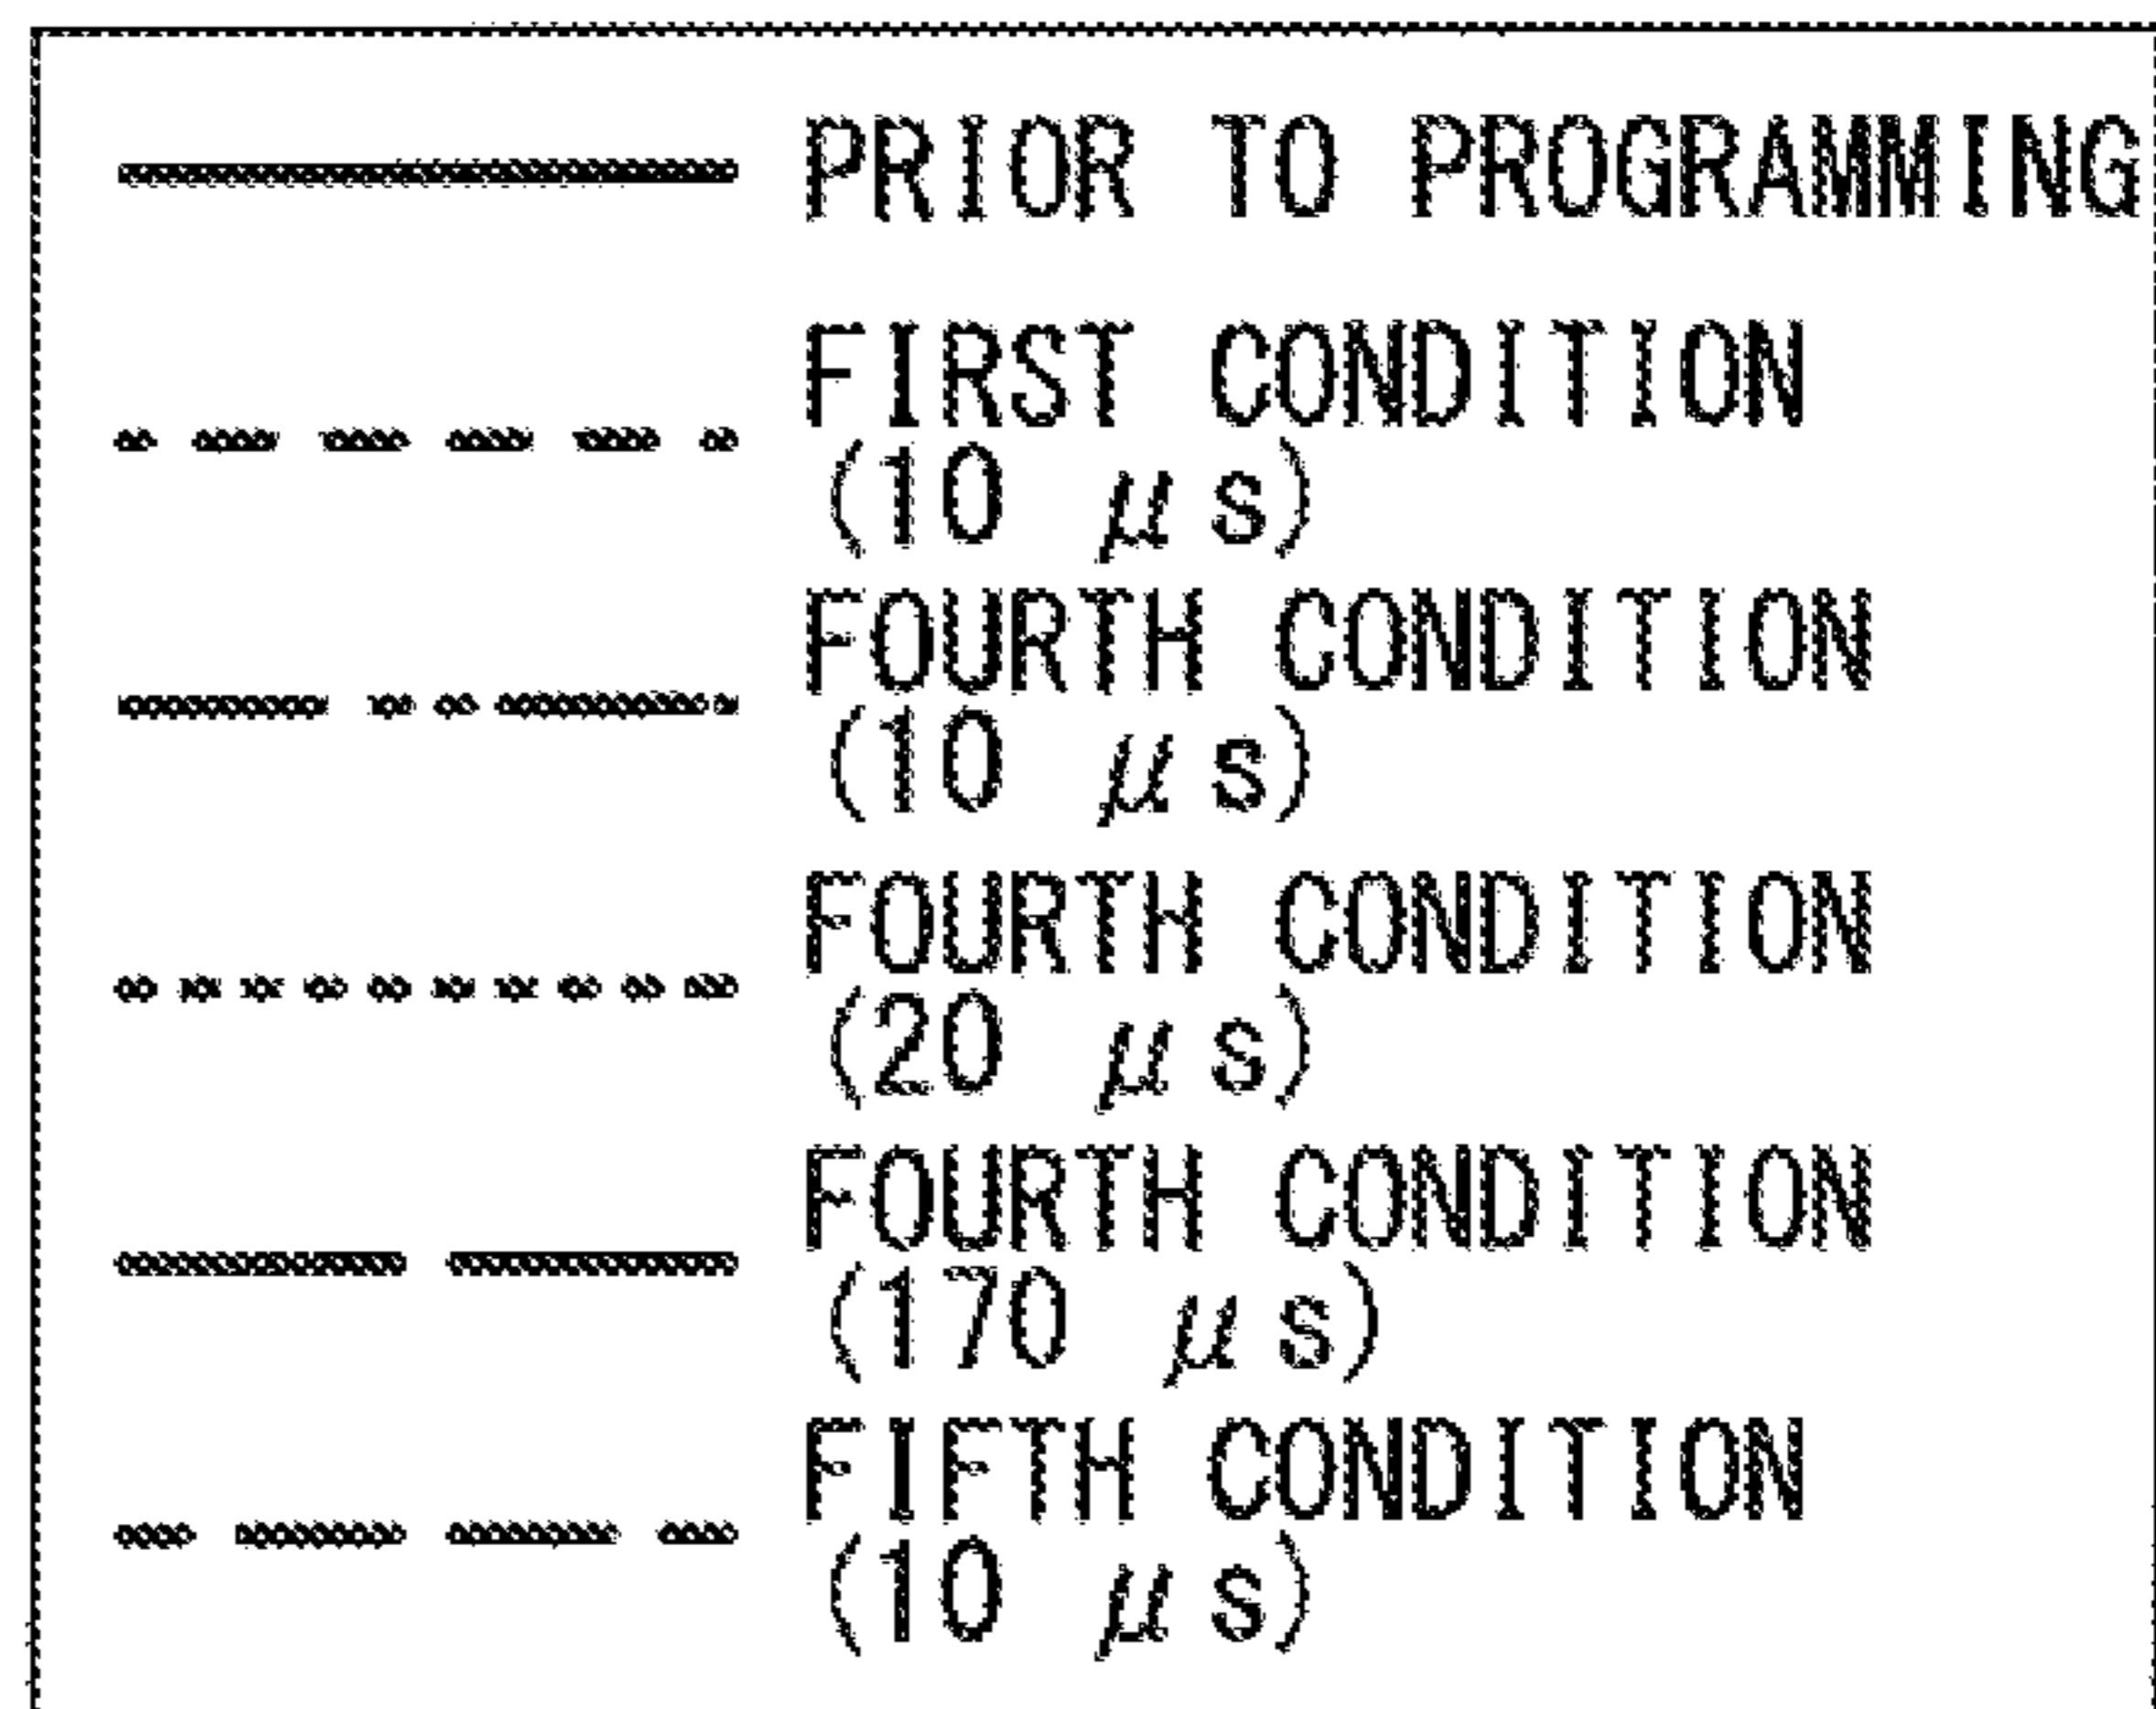 PRIOR TO PROGRAMMING
FIRST CONDITION
(10 μs)
FOURTH CONDITION
(10 μs)
FOURTH CONDITION
(20 μs)
FOURTH CONDITION
(170 μs)
FIFTH CONDITION
(10 μs)